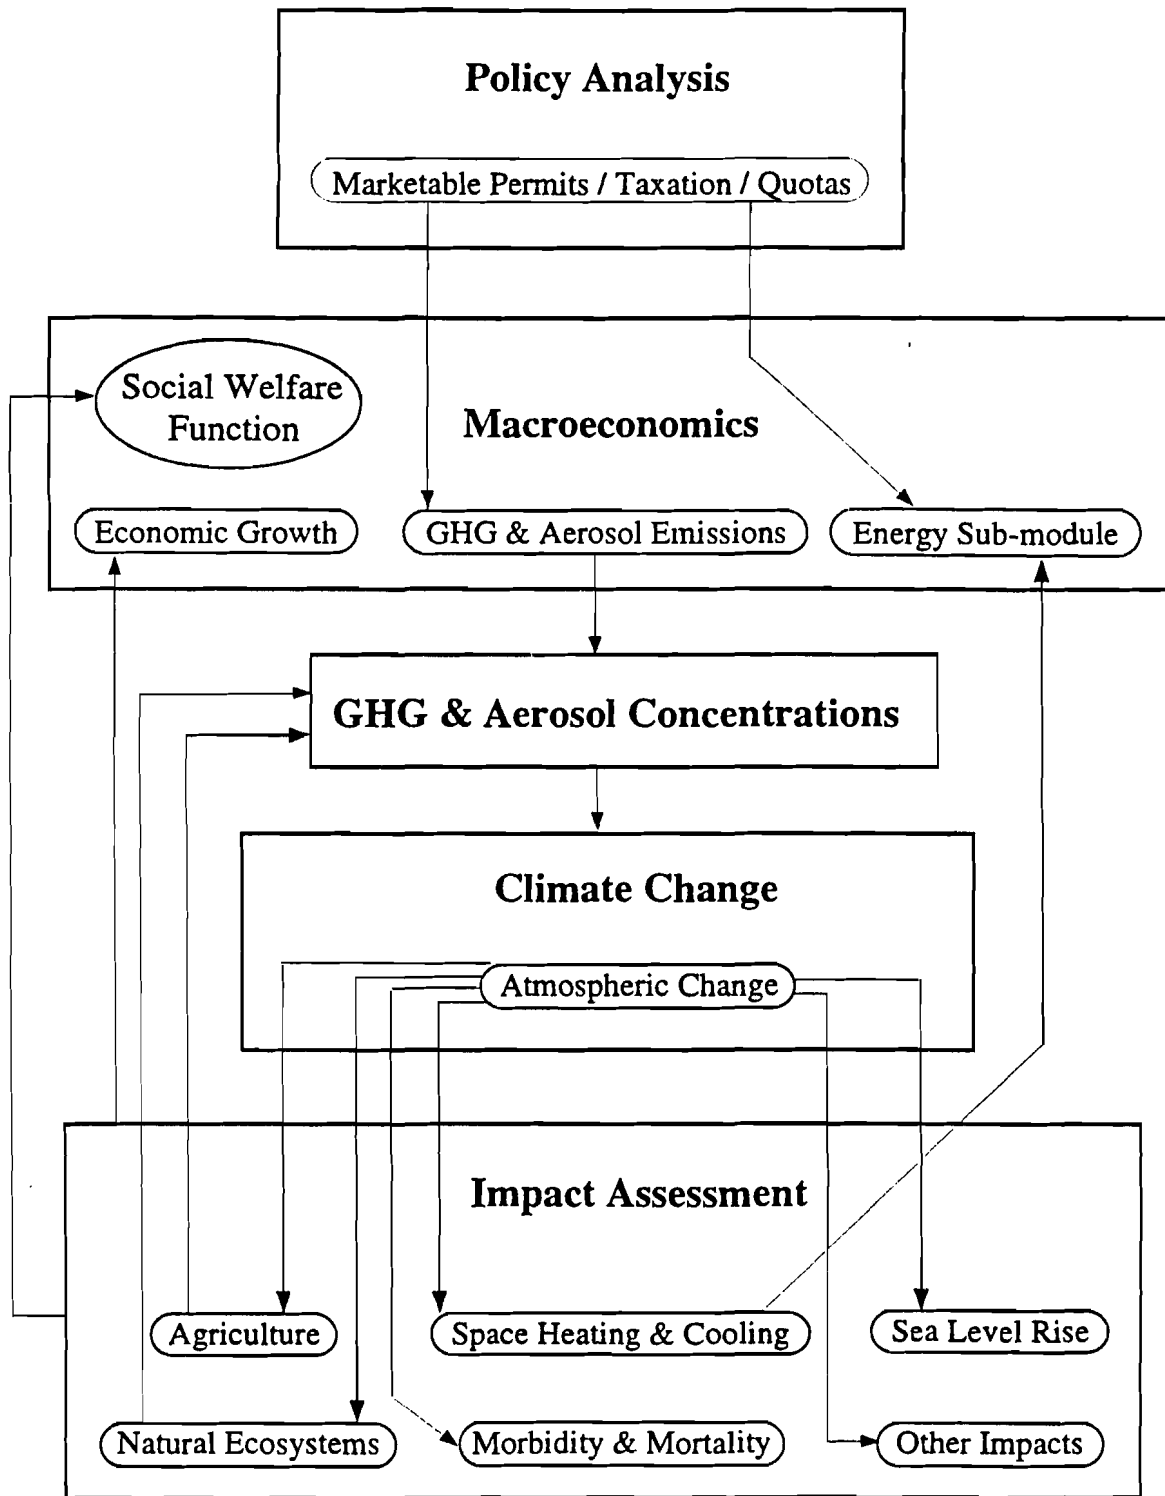 Policy Analysis
Marketable Permits / Taxation / Quotas
Social Welfare
Function
Macroeconomics
Economic Growth
GHG & Aerosol Emissions
Energy Sub-module
GHG & Aerosol Concentrations
Climate Change
Atmospheric Change
Impact Assessment
Agriculture
Space Heating & Cooling
Sea Level Rise
Natural Ecosystems
Morbidity & Mortality
Other Impacts